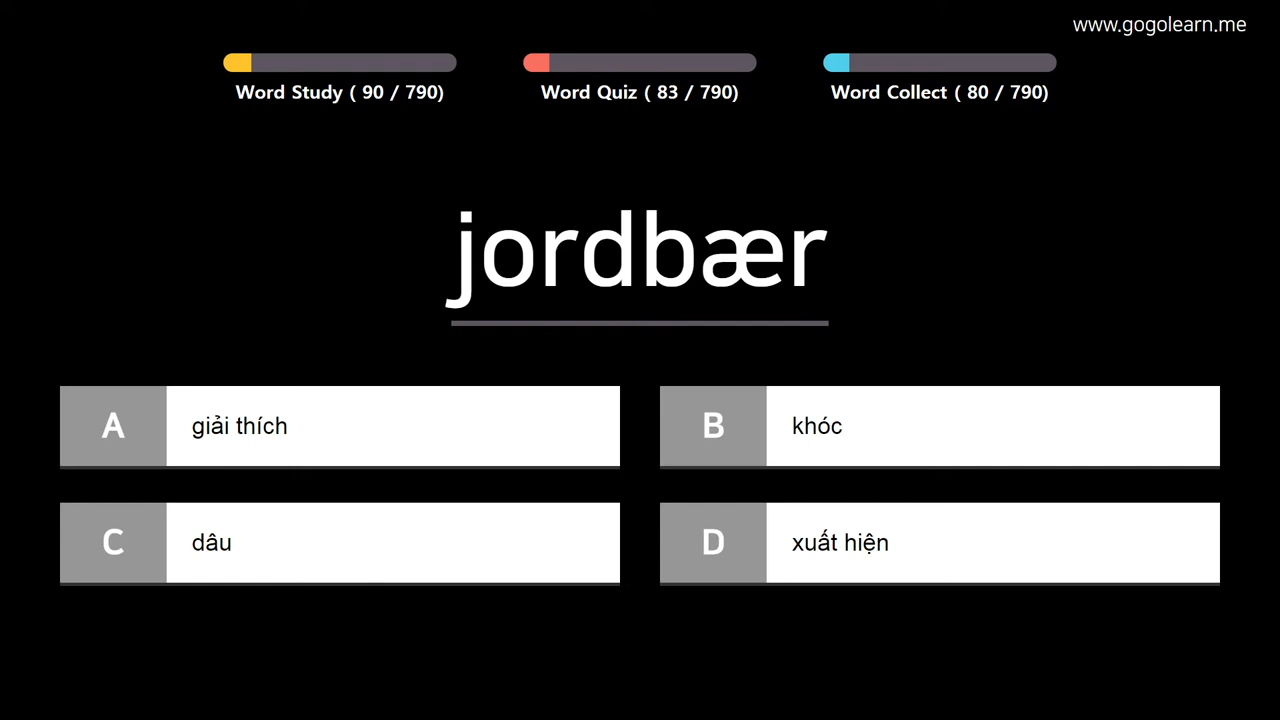 www.gogolearn.me
Word Study ( 90 / 790)
Word Quiz ( 83 / 790)
Word Collect ( 80 / 790)
jordbær
A giải thích
B khóc
C dâu
D xuất hiện